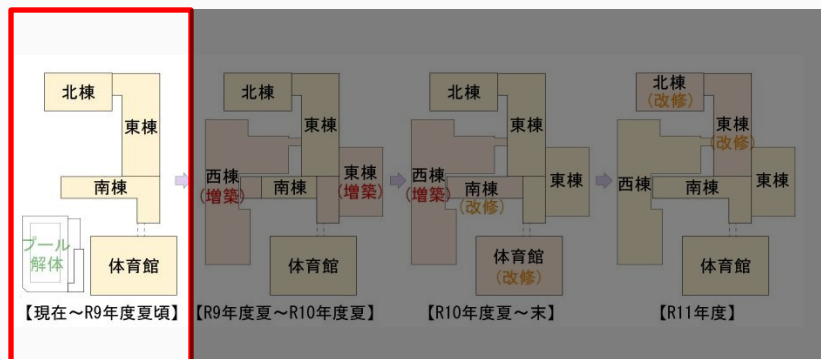 北棟
東棟
南棟
プール
解体
体育館
【現在～R9年度夏頃】
北棟
東棟
西棟
(増築)
南棟
東棟
(増築)
体育館
【R9年度夏～R10年度夏】
北棟
東棟
西棟
(増築)
南棟
(改修)
東棟
体育館
(改修)
【R10年度夏～末】
北棟
(改修)
東棟
(改修)
西棟
南棟
東棟
体育館
【R11年度】